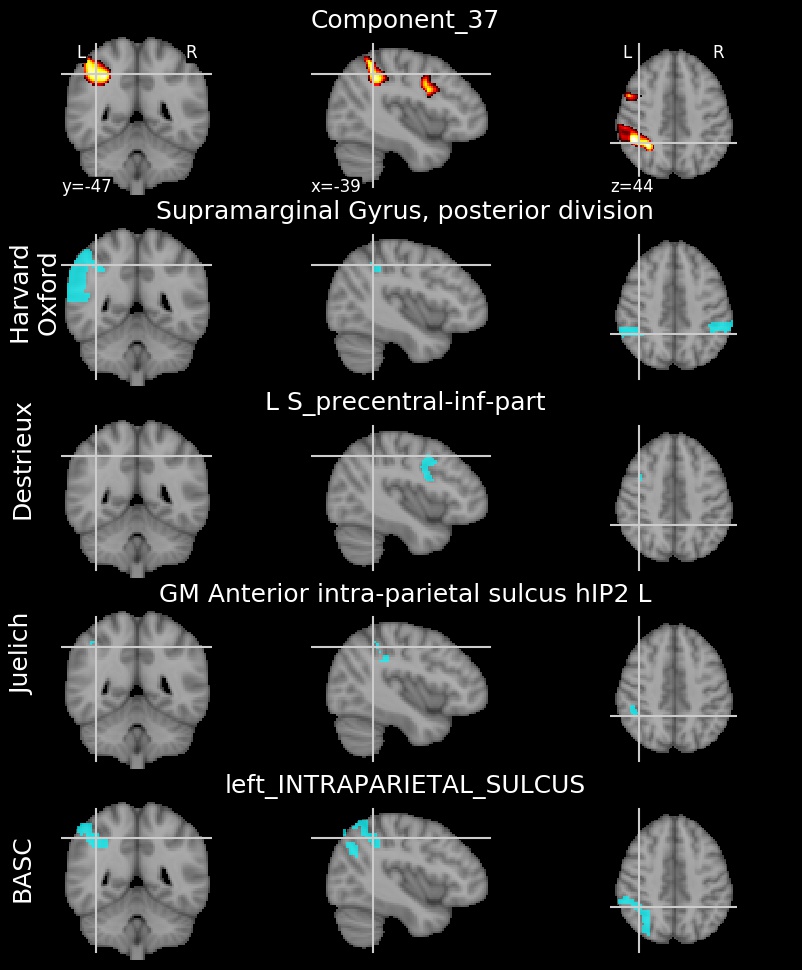 Component_37
L R
L R
y=-47
x=-39
z=44
Supramarginal Gyrus, posterior division
Harvard
Oxford
L S_precentral-inf-part
Destrieux
GM Anterior intra-parietal sulcus hIP2 L
Juelich
left_INTRAPARIETAL_SULCUS
BASC